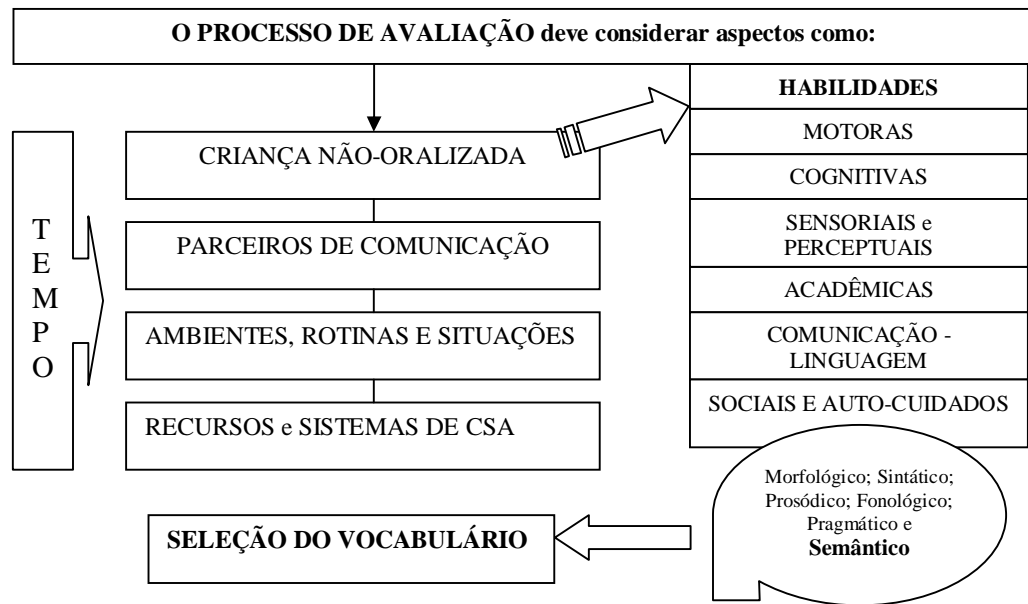 O PROCESSO DE AVALIAÇÃO deve considerar aspectos como:
HABILIDADES
MOTORAS
COGNITIVAS
SENSORIAIS e
PERCEPTUAIS
ACADÊMICAS
COMUNICAÇÃO -
LINGUAGEM
SOCIAIS E AUTO-CUIDADOS
T
E
M
P
O
CRIANÇA NÃO-ORALIZADA
PARCEIROS DE COMUNICAÇÃO
AMBIENTES, ROTINAS E SITUAÇÕES
RECURSOS e SISTEMAS DE CSA
Morfológico; Sintático;
Prosódico; Fonológico;
Pragmático e
Semântico
SELEÇÃO DO VOCABULÁRIO